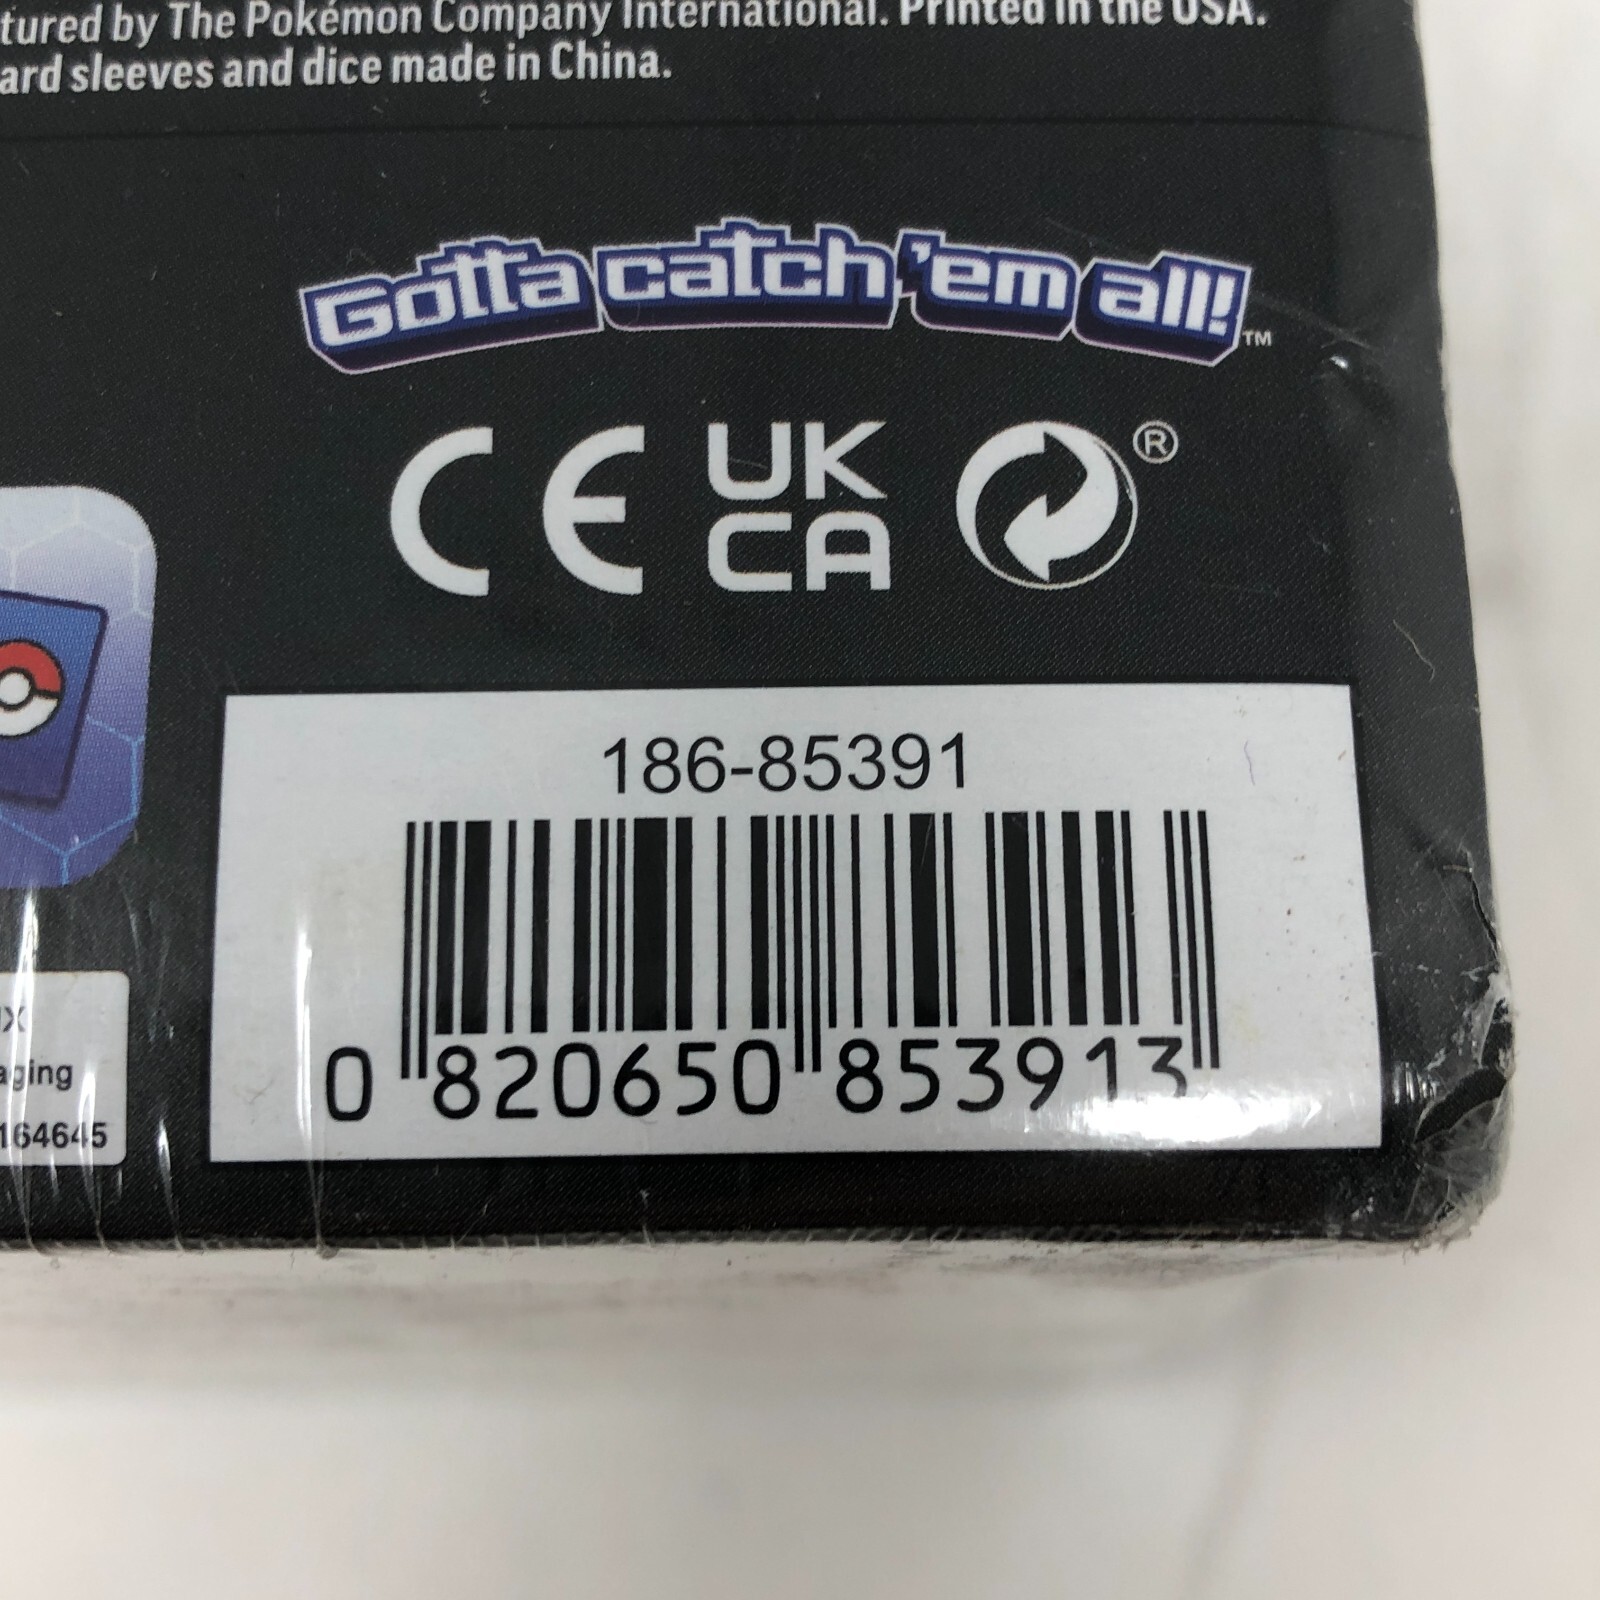 tured by The Pokémon Company International. Printed in the USA.
ard sleeves and dice made in China.
Gotta catch 'em all! ™
CE UK CA ®
186-85391
0 820650 853913
aging
164645